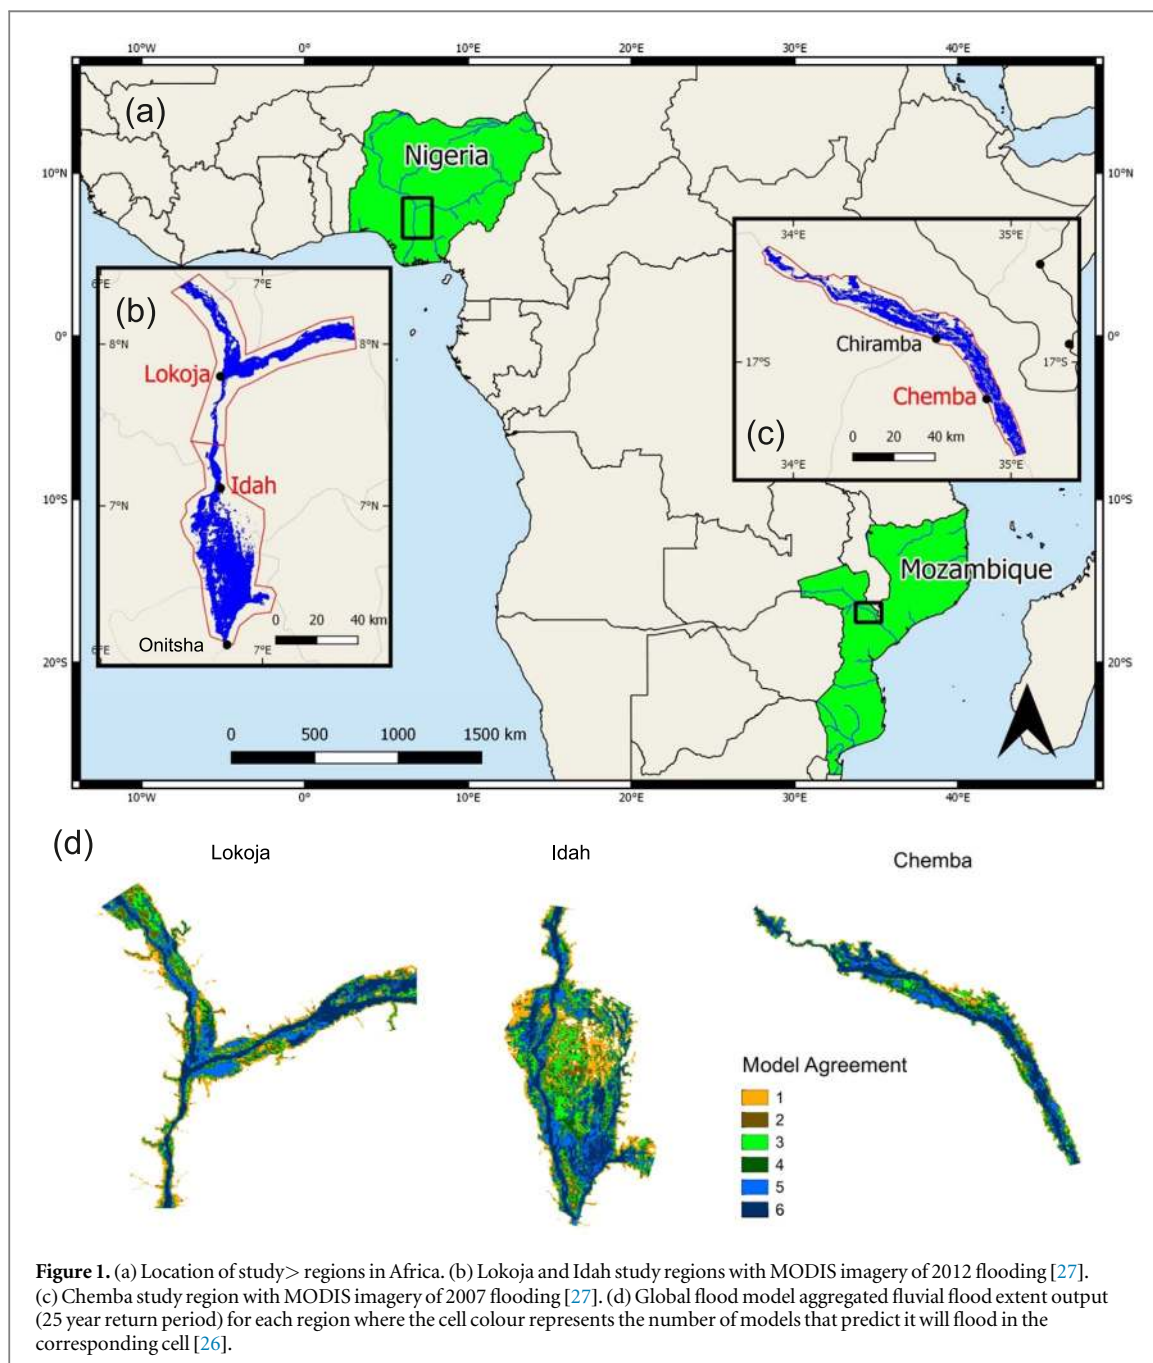 10°W 0° 10°E 20°E 30°E 40°E
(a)
Nigeria
10°N 10°N
34°E 35°E
6°E 7°E
(b)
8°N 8°N
0° 0°
Chiramba
17°S 17°S
Lokoja
Chemba
(c)
0 20 40 km
34°E 35°E
Idah
7°N 7°N
10°S 10°S
Mozambique
0 20 40 km
Onitsha
6°E 7°E
20°S 20°S
0 500 1000 1500 km
10°W 0° 10°E 20°E 30°E 40°E
(d)
Lokoja Idah Chemba
Model Agreement
1
2
3
4
5
6
Figure 1. (a) Location of study> regions in Africa. (b) Lokoja and Idah study regions with MODIS imagery of 2012 flooding [27].
(c) Chemba study region with MODIS imagery of 2007 flooding [27]. (d) Global flood model aggregated fluvial flood extent output
(25 year return period) for each region where the cell colour represents the number of models that predict it will flood in the
corresponding cell [26].